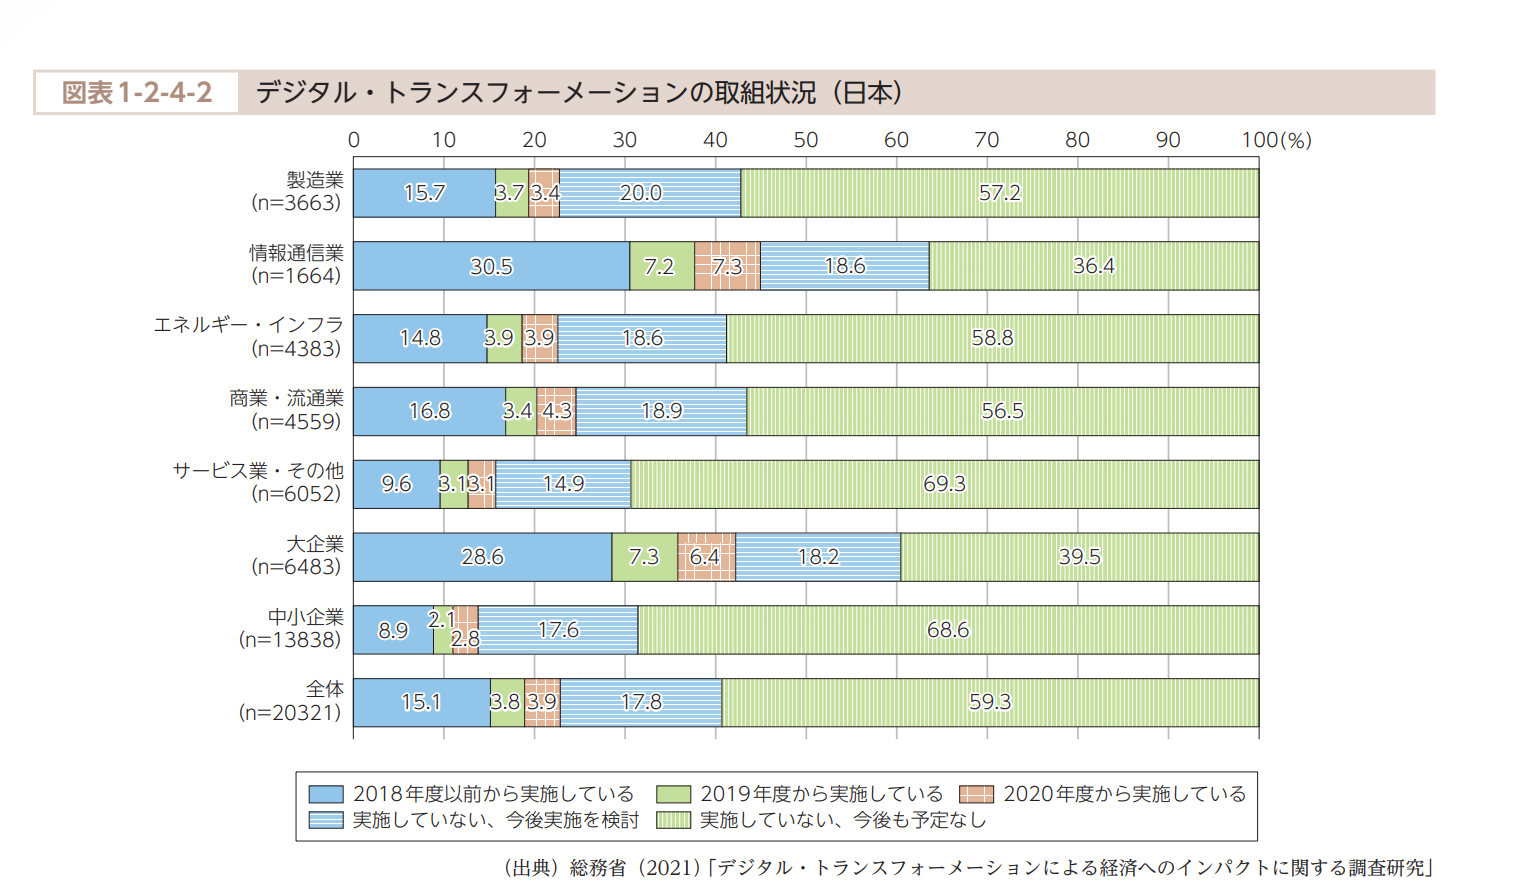 図表1-2-4-2 デジタル・トランスフォーメーションの取組状況（日本）
0 10 20 30 40 50 60 70 80 90 100(%)
製造業
(n=3663)
15.7 3.7 3.4 20.0 57.2
情報通信業
(n=1664)
30.5 7.2 7.3 18.6 36.4
エネルギー・インフラ
(n=4383)
14.8 3.9 3.9 18.6 58.8
商業・流通業
(n=4559)
16.8 3.4 4.3 18.9 56.5
サービス業・その他
(n=6052)
9.6 3.1 3.1 14.9 69.3
大企業
(n=6483)
28.6 7.3 6.4 18.2 39.5
中小企業
(n=13838)
8.9 2.1 2.8 17.6 68.6
全体
(n=20321)
15.1 3.8 3.9 17.8 59.3
2018年度以前から実施している 2019年度から実施している 2020年度から実施している
実施していない、今後実施を検討 実施していない、今後も予定なし
（出典）総務省（2021）「デジタル・トランスフォーメーションによる経済へのインパクトに関する調査研究」